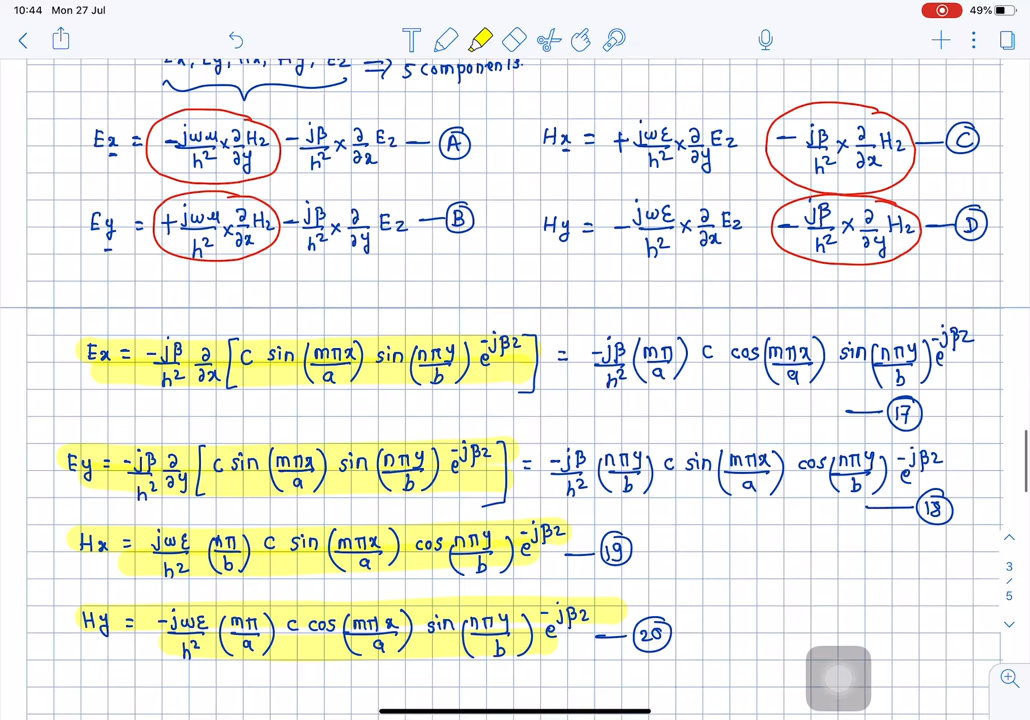 10:44 Mon 27 Jul 49%
Ex, Ey, Hx, Hy, Ez ⇒ 5 components.
Ex = -jωμ/h² × ∂/∂y Hz - jβ/h² × ∂/∂x Ez — (A)
Hx = +jωε/h² × ∂/∂y Ez - jβ/h² × ∂/∂x Hz — (C)
Ey = +jωμ/h² × ∂/∂x Hz - jβ/h² × ∂/∂y Ez — (B)
Hy = -jωε/h² × ∂/∂x Ez - jβ/h² × ∂/∂y Hz — (D)
Ex = -jβ/h² ∂/∂x [C sin (mπx/a) sin (nπy/b) e^-jβz] = -jβ/h² (mπ/a) C cos (mπx/a) sin (nπy/b) e^-jβz
— (17)
Ey = -jβ/h² ∂/∂y [C sin (mπx/a) sin (nπy/b) e^-jβz] = -jβ/h² (nπy/b) C sin (mπx/a) cos (nπy/b) e^-jβz
— (18)
Hx = jωε/h² (nπ/b) C sin (mπx/a) cos (nπy/b) e^-jβz — (19)
3
/
5
Hy = -jωε/h² (mπ/a) C cos (mπx/a) sin (nπy/b) e^-jβz — (20)